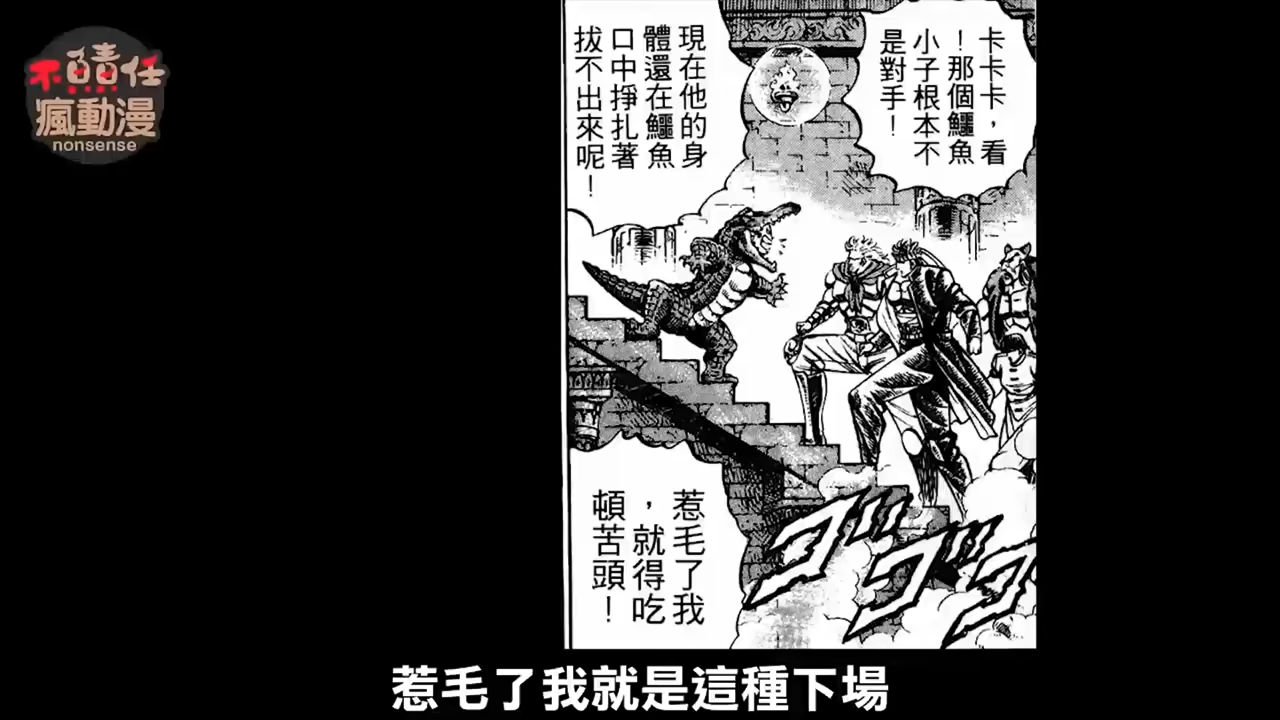 不責任
瘋動漫
nonsense
卡卡卡，看
！那個鱷魚
小子根本不
是對手！
現在他的身
體還在鱷魚
口中掙扎著
拔不出來呢！
惹毛了我
，就得吃
頓苦頭！
ゴゴゴ
惹毛了我就是這種下場